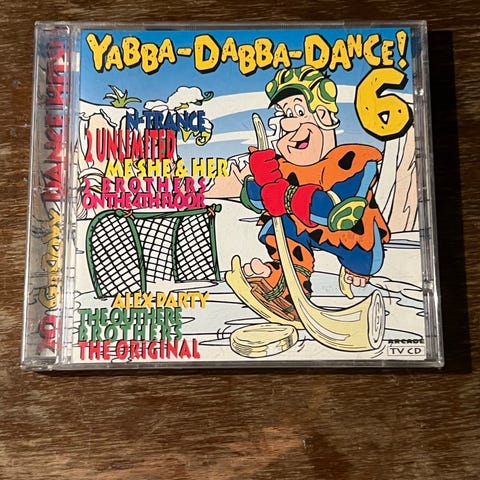 YABBA-DABBA-DANCE!
6
N-TRANCE
2 UNLIMITED
ME SHE & HER
2 BROTHERS
ON THE 4TH FLOOR
ALEX PARTY
THE OUTHERE
BROTHERS
THE ORIGINAL
ARCADE
TV CD